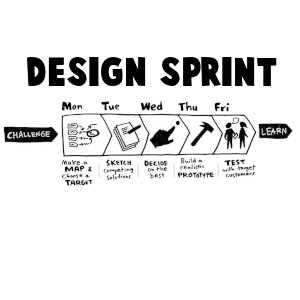 DESIGN SPRINT
Mon Tue Wed Thu Fri
CHALLENGE
LEARN
Make a
MAP &
Choose a
TARGET
SKETCH
competing
solutions
DECIDE
on the
best
Build a
realistic
PROTOTYPE
TEST
with target
customers